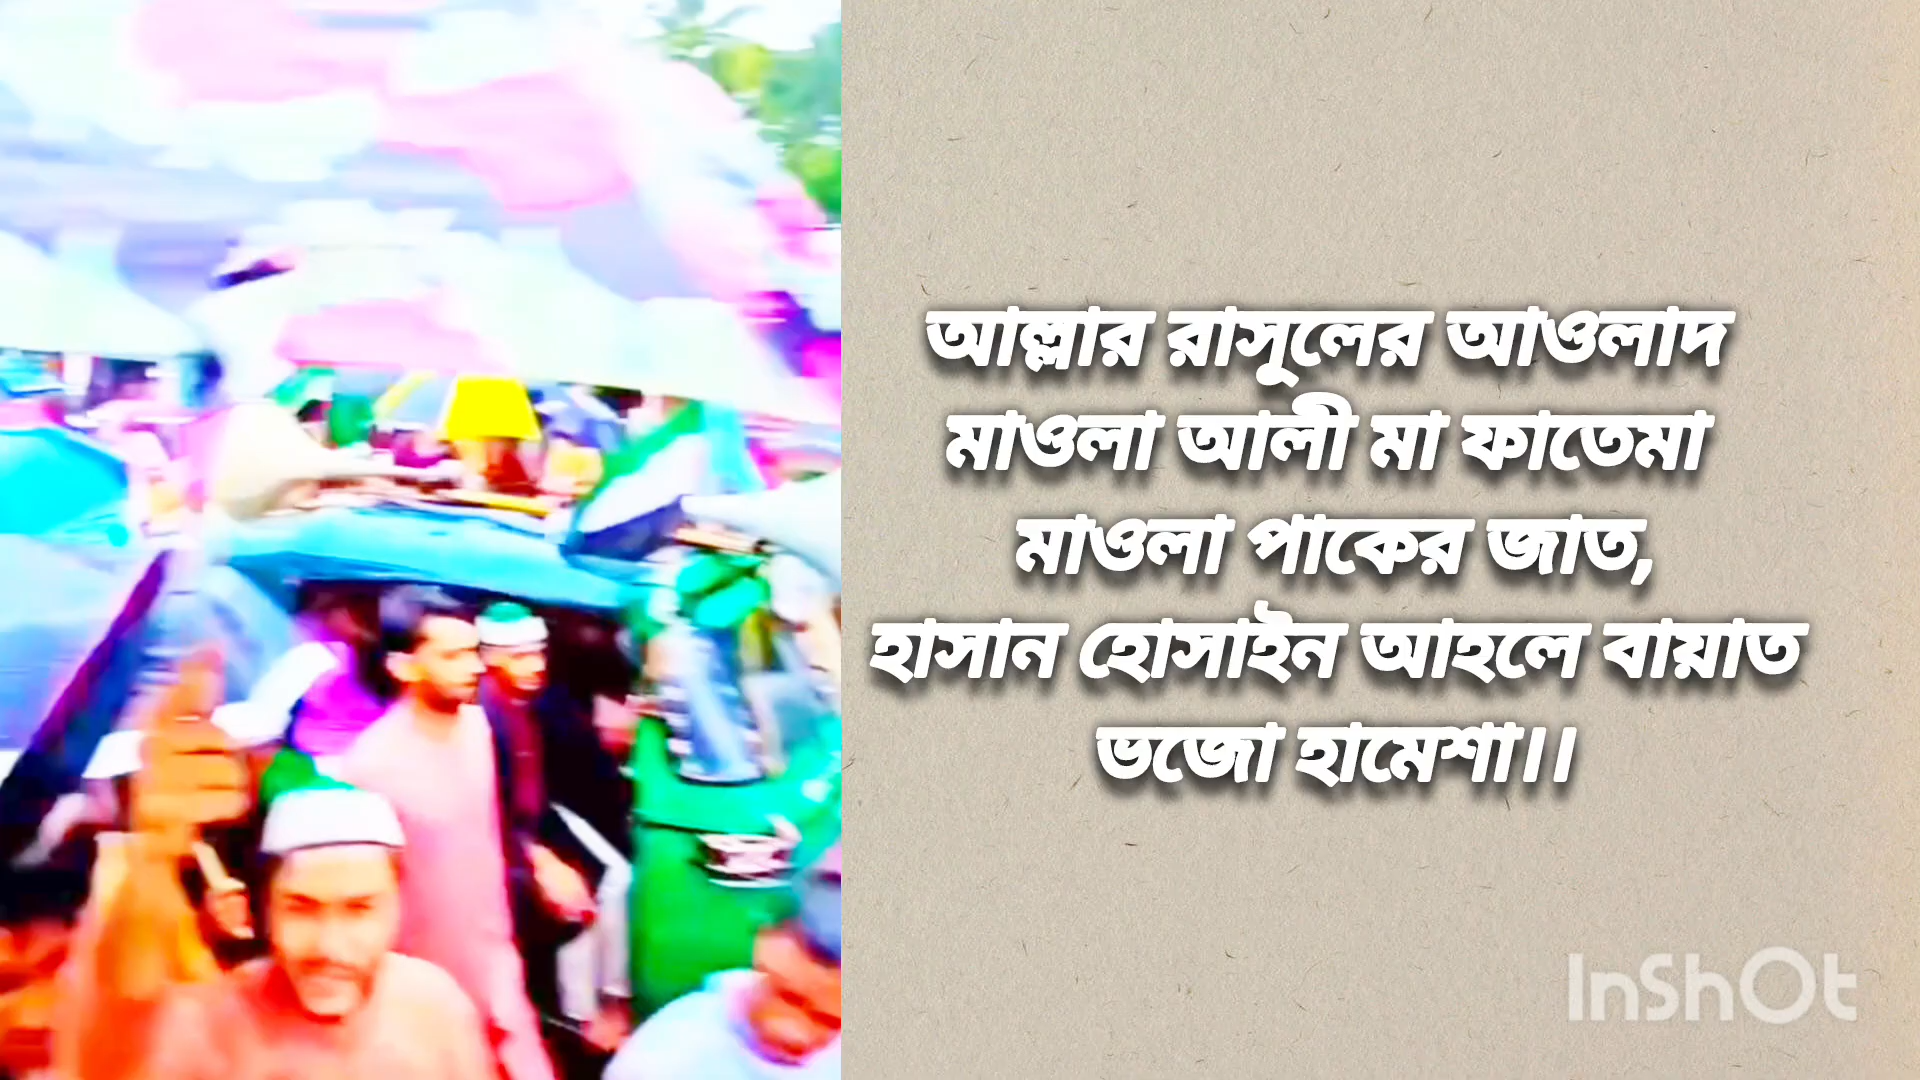 আল্লার রাসুলের আওলাদ
মাওলা আলী মা ফাতেমা
মাওলা পাকের জাত,
হাসান হোসাইন আহলে বায়াত
ভজো হামেশা।।
InShOt